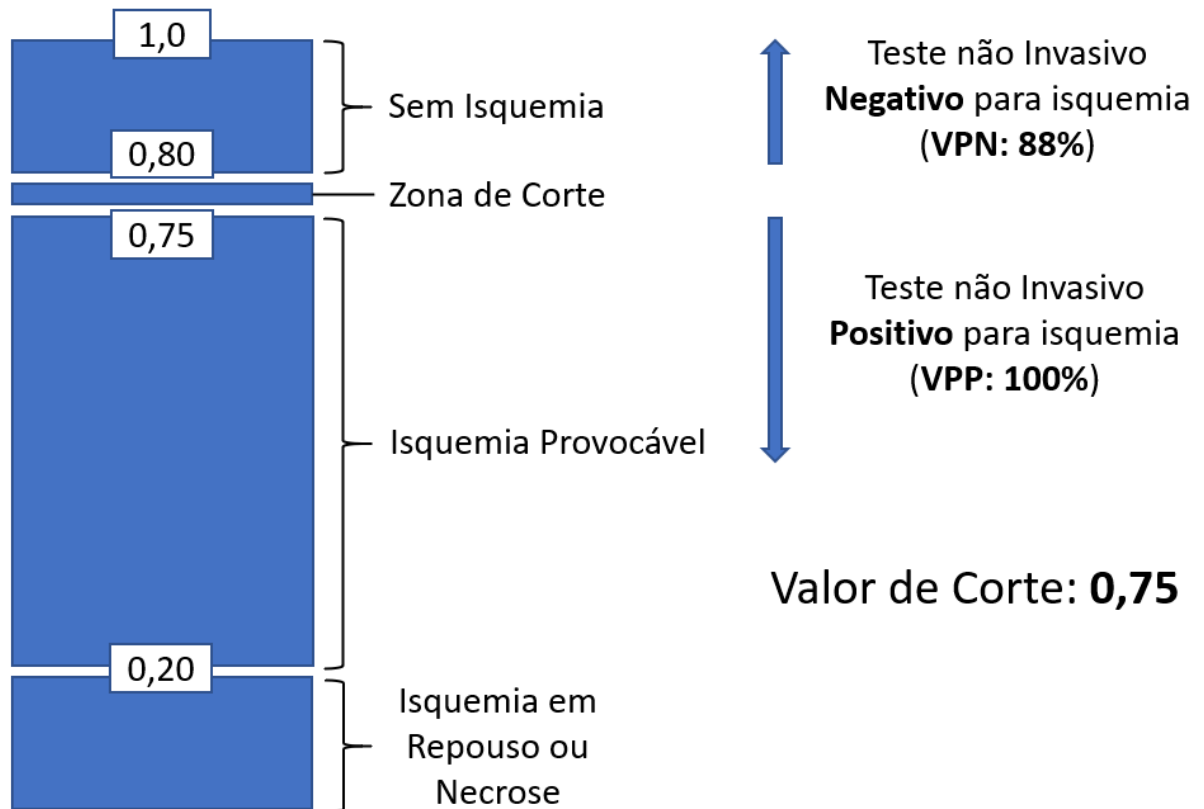 1,0
Sem Isquemia
0,80
Zona de Corte
0,75
Isquemia Provocável
0,20
Isquemia em
Repouso ou
Necrose
Teste não Invasivo
Negativo para isquemia
(VPN: 88%)
Teste não Invasivo
Positivo para isquemia
(VPP: 100%)
Valor de Corte: 0,75